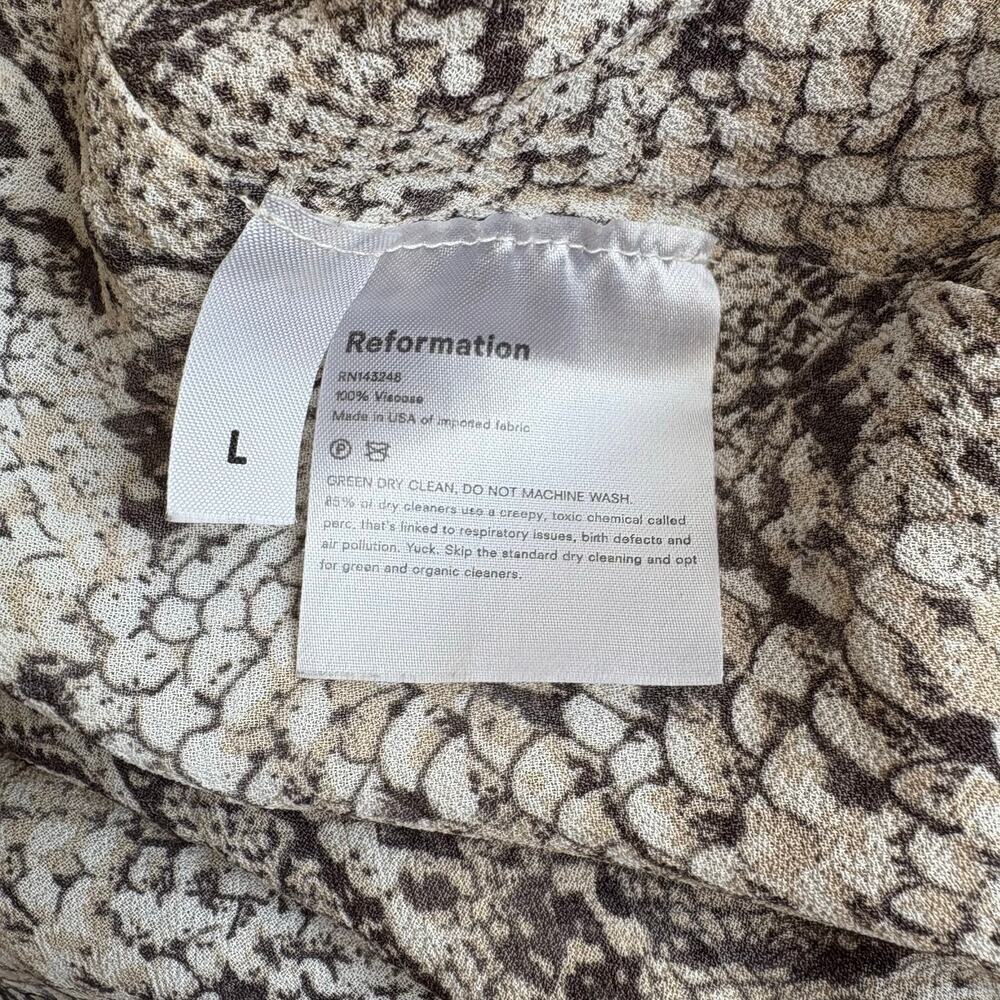 L
Reformation
RN143248
100% Viscose
Made in USA of imported fabric
P
GREEN DRY CLEAN. DO NOT MACHINE WASH.
85% of dry cleaners use a creepy, toxic chemical called
perc, that's linked to respiratory issues, birth defects and
air pollution. Yuck. Skip the standard dry cleaning and opt
for green and organic cleaners.